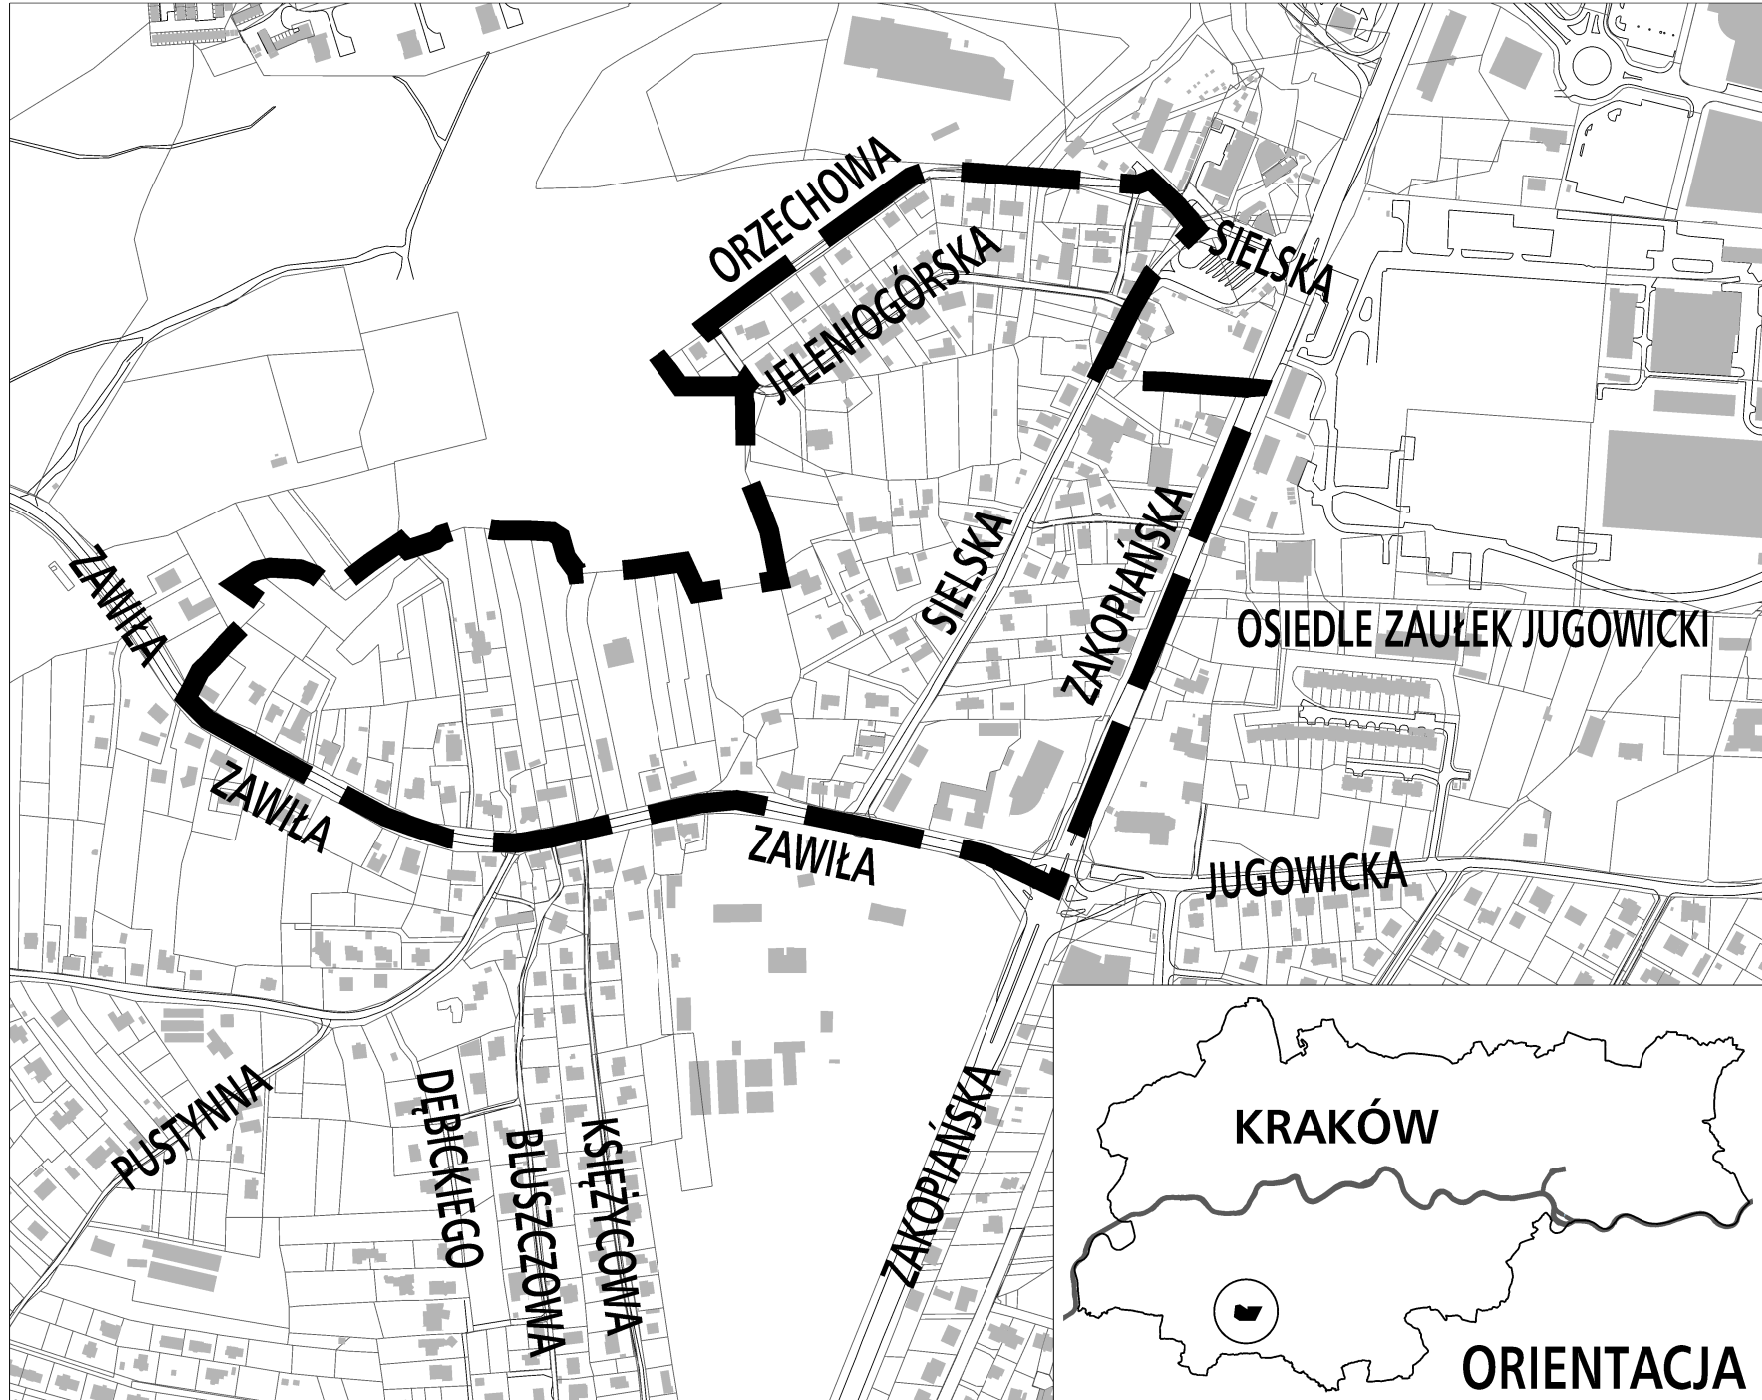 ORZECHOWA
JELENIOGÓRSKA
SIELSKA
ZAWIŁA
SIELSKA
ZAKOPIAŃSKA
OSIEDLE ZAUŁEK JUGOWICKI
ZAWIŁA
ZAWIŁA
JUGOWICKA
PUSTYNNA
DĘBICKIEGO
BLUSZCZOWA
KSIĘŻYCOWA
ZAKOPIAŃSKA
KRAKÓW
ORIENTACJA